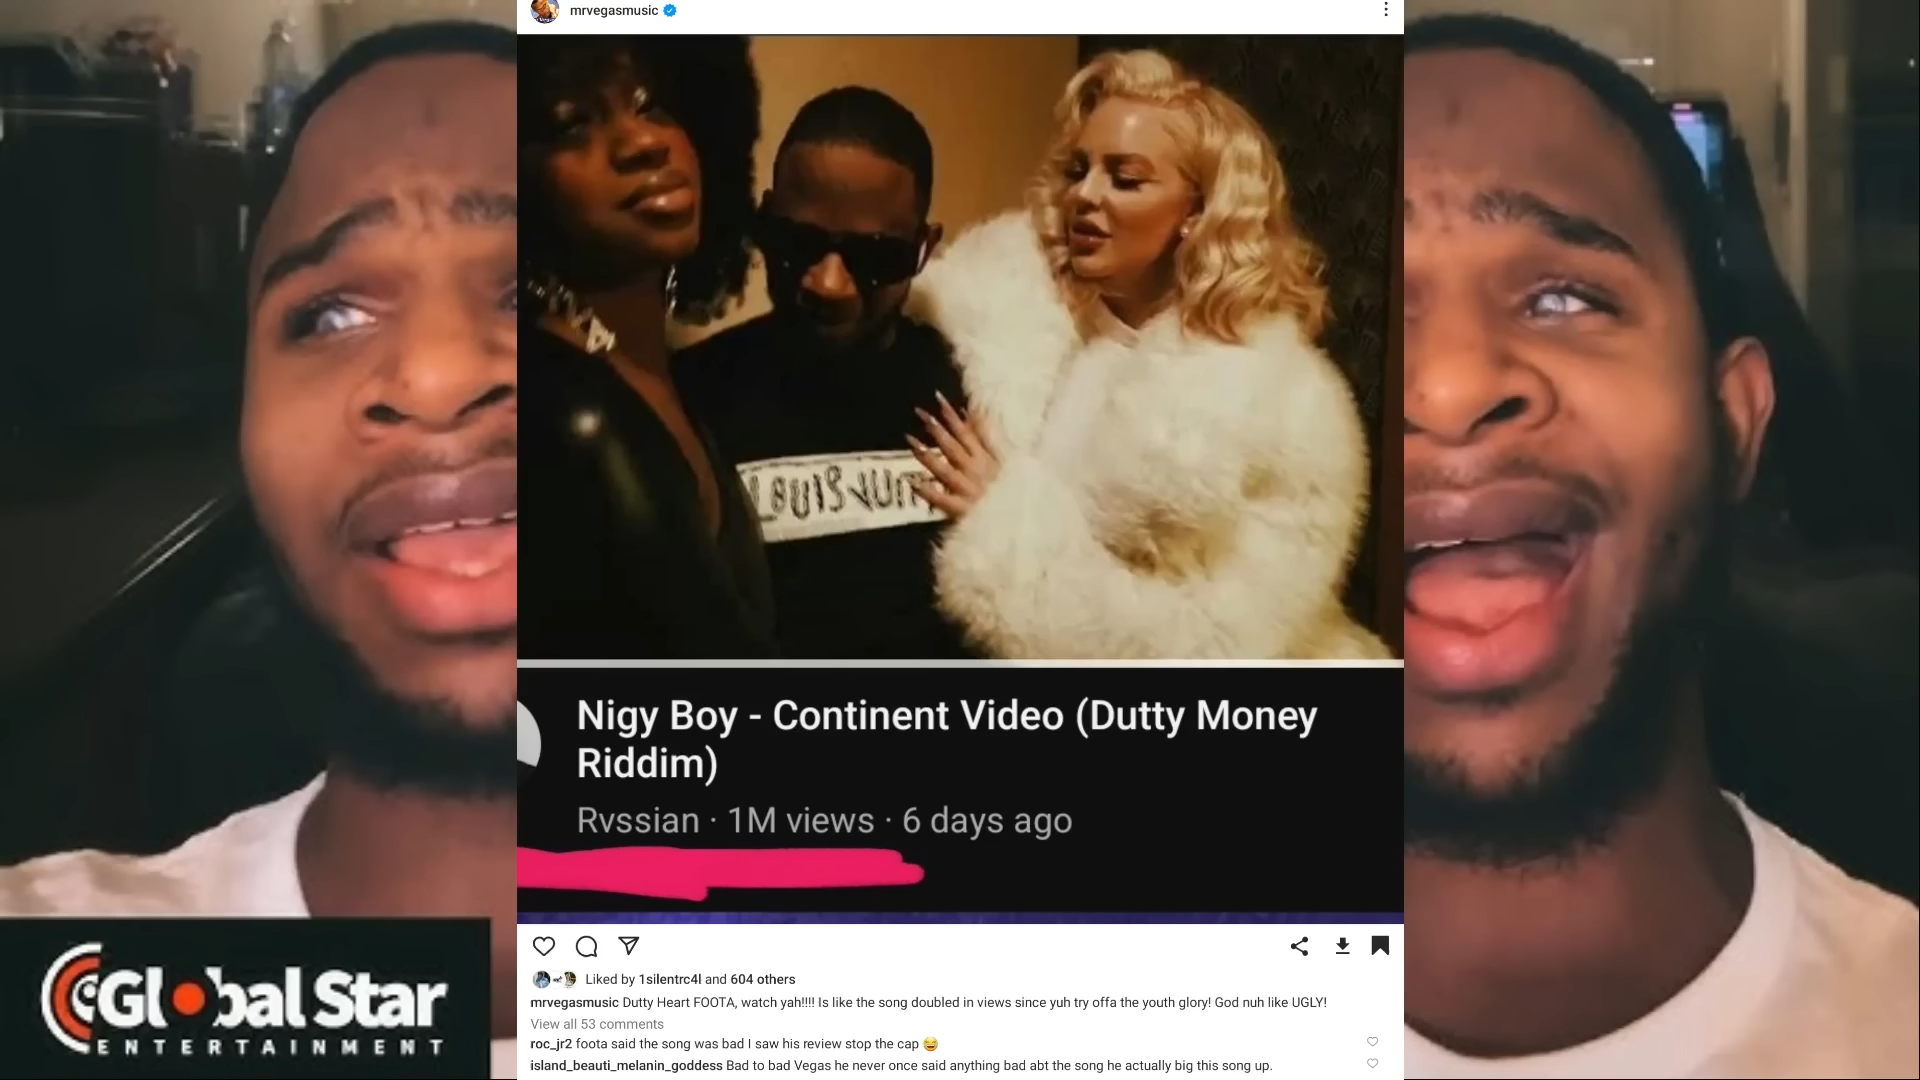 mrvegasmusic
LOUIS VUIT
Nigy Boy - Continent Video (Dutty Money
Riddim)
Rvssian · 1M views · 6 days ago
Liked by 1silentrc4l and 604 others
mrvegasmusic Dutty Heart FOOTA, watch yah!!!! Is like the song doubled in views since yuh try offa the youth glory! God nuh like UGLY!
View all 53 comments
roc_jr2 foota said the song was bad I saw his review stop the cap 😂
island_beauti_melanin_goddess Bad to bad Vegas he never once said anything bad abt the song he actually big this song up.
Global Star
ENTERTAINMENT